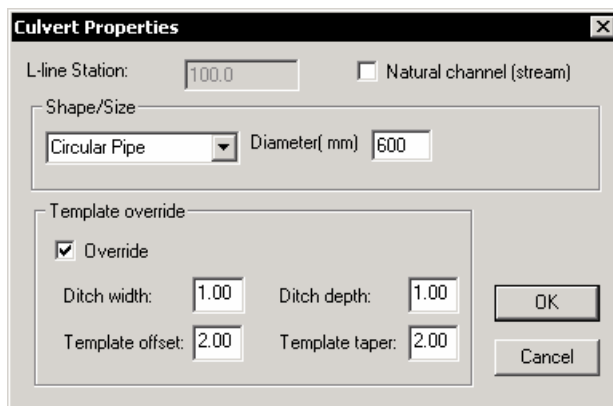 Culvert Properties
L-line Station: 100.0 Natural channel (stream)
Shape/Size
Circular Pipe Diameter( mm) 600
Template override
Override
Ditch width: 1.00 Ditch depth: 1.00
OK
Template offset: 2.00 Template taper: 2.00
Cancel